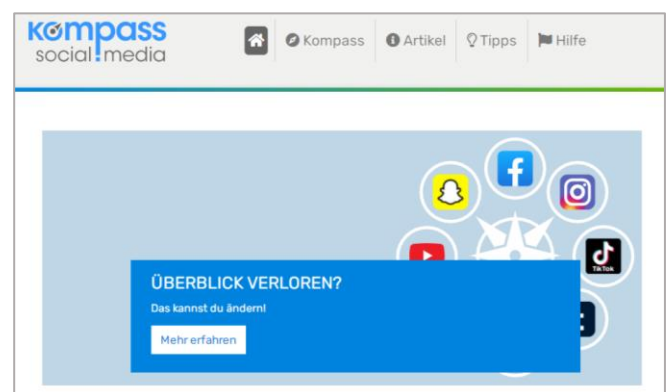 kompass
social media
Kompass
Artikel
Tipps
Hilfe
TikTok
ÜBERBLICK VERLOREN?
Das kannst du ändern!
Mehr erfahren